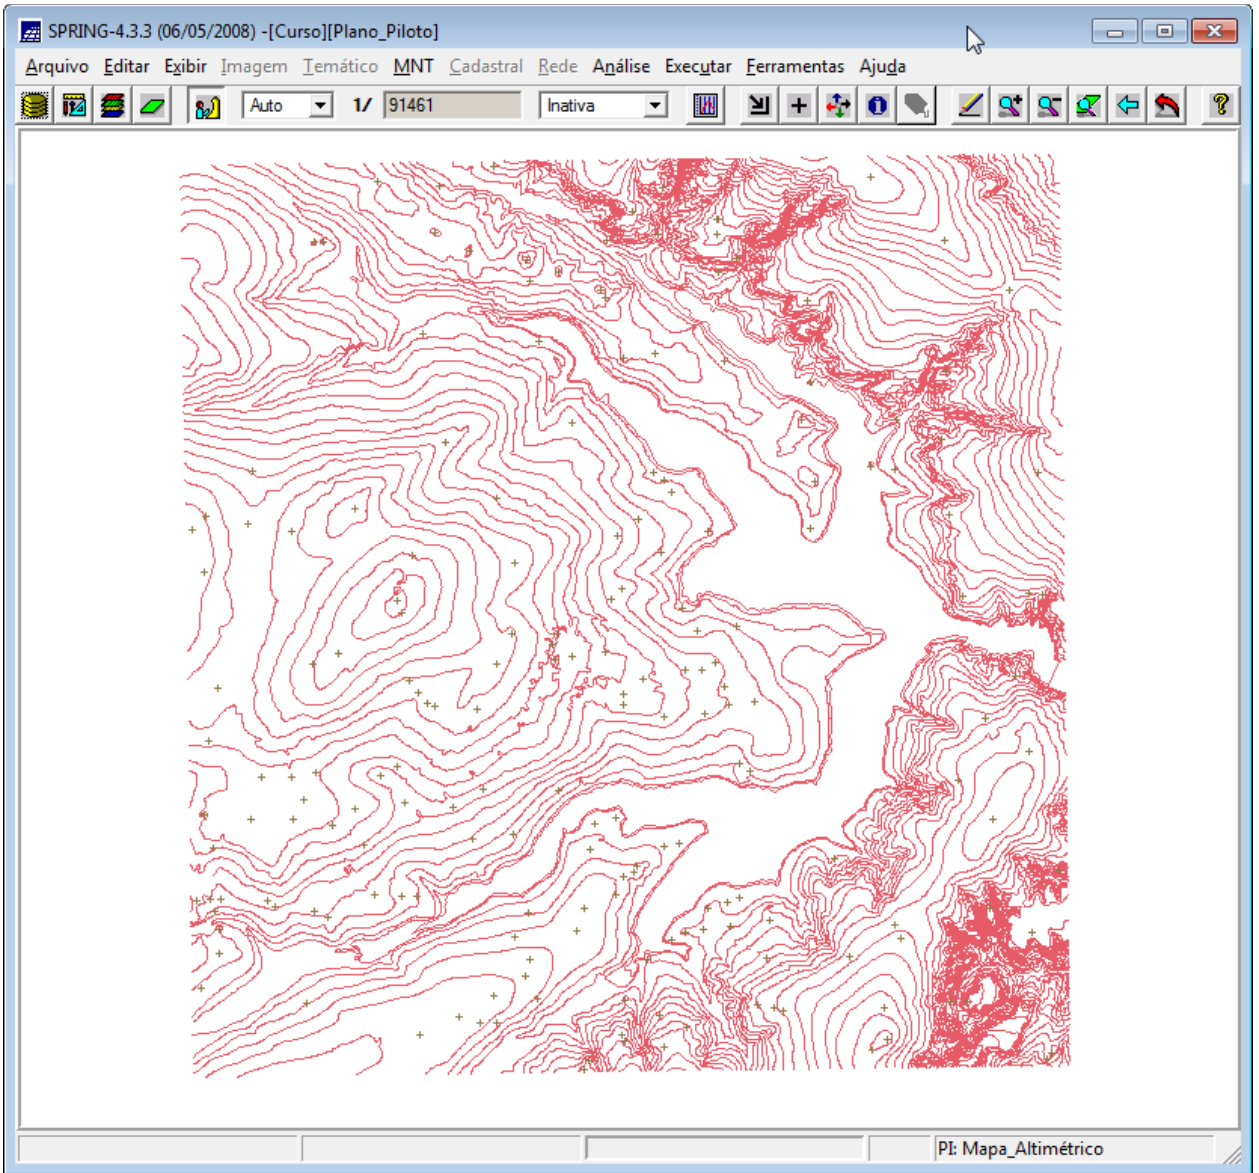 SPRING-4.3.3 (06/05/2008) -[Curso][Plano_Piloto]
Arquivo Editar Exibir Imagem Temático MNT Cadastral Rede Análise Executar Ferramentas Ajuda
Auto 1/ 91461 Inativa
PI: Mapa_Altimétrico